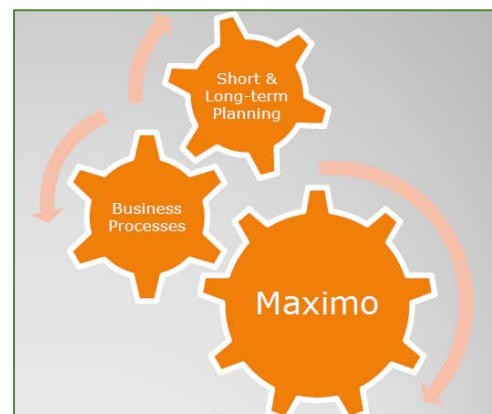 Short &
Long-term
Planning
Business
Processes
Maximo